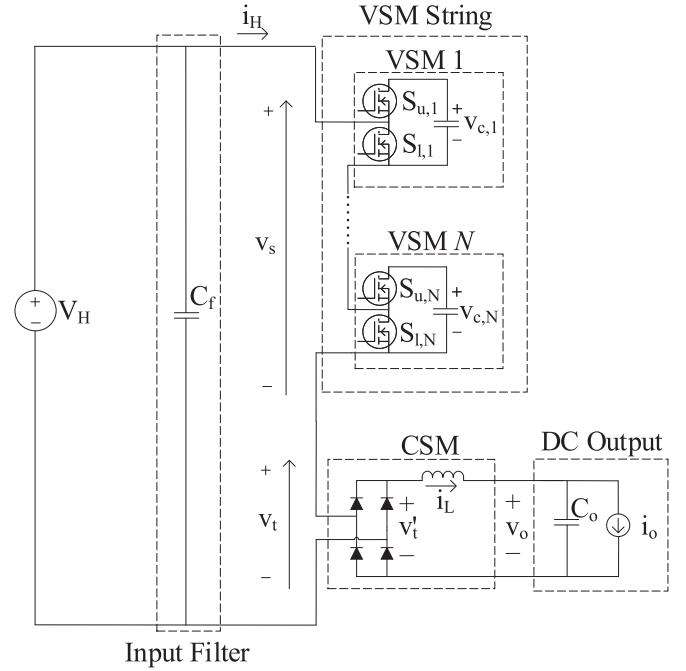 i_H
VSM String
VSM 1
+
S_u,1
+
v_c,1
S_l,1
−
v_s
VSM N
C_f
S_u,N
+
v_c,N
+
V_H
−
S_l,N
−
−
CSM
DC Output
+
i_L
+
v_t
v_t'
+
v_o
C_o
i_o
−
−
−
Input Filter